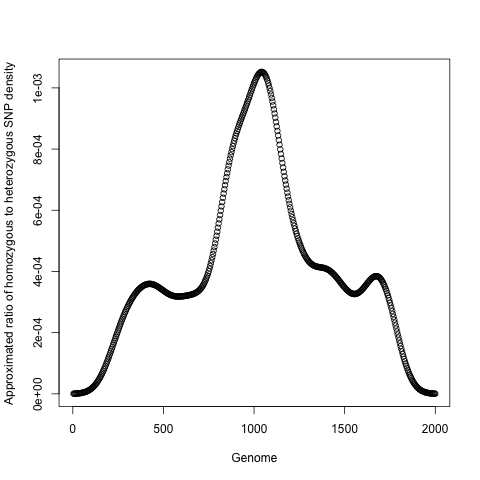 Approximated ratio of homozygous to heterozygous SNP density
1e-03
8e-04
6e-04
4e-04
2e-04
0e+00
0 500 1000 1500 2000
Genome